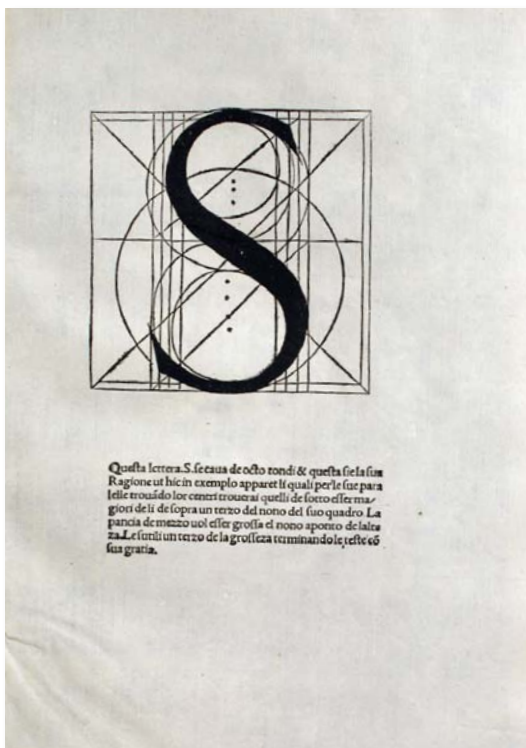 S
Questa lettera.S.se caua de octo tondi & questa sie la sua
Ragione ut hic in exemplo apparet li quali per le sue para
lelle trouãdo lor centri trouerai quelli de sotto esser ma/
giori de li de sopra un terzo del nono del suo quadro. La
pancia de mezzo uol esser grossa el nono aponto de lalte
za. Le sutili un terzo de la grosseza terminando le teste cõ
sua gratia.